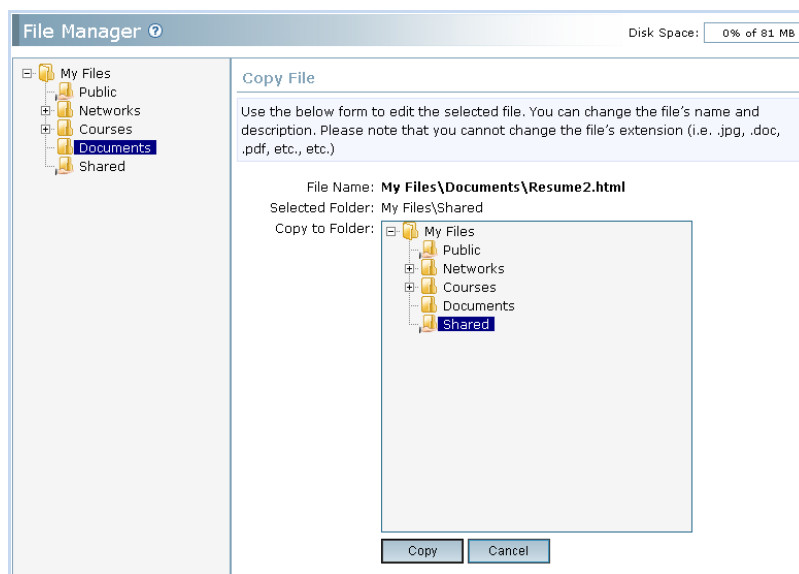 File Manager
Disk Space: 0% of 81 MB
My Files
Public
Networks
Courses
Documents
Shared
Copy File
Use the below form to edit the selected file. You can change the file's name and
description. Please note that you cannot change the file's extension (i.e. .jpg, .doc,
.pdf, etc., etc.)
File Name: My Files\Documents\Resume2.html
Selected Folder: My Files\Shared
Copy to Folder: My Files
Public
Networks
Courses
Documents
Shared
Copy Cancel